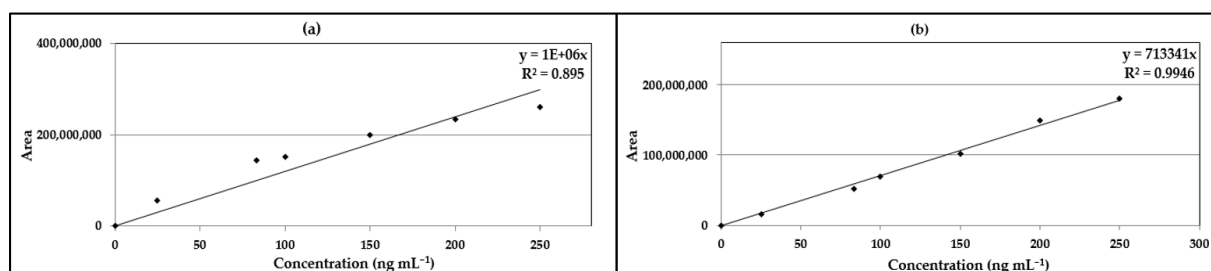 (a)
y = 1E+06x
R² = 0.895
400,000,000
200,000,000
0
Area
0 50 100 150 200 250
Concentration (ng mL⁻¹)
(b)
y = 713341x
R² = 0.9946
200,000,000
100,000,000
0
Area
0 50 100 150 200 250 300
Concentration (ng mL⁻¹)